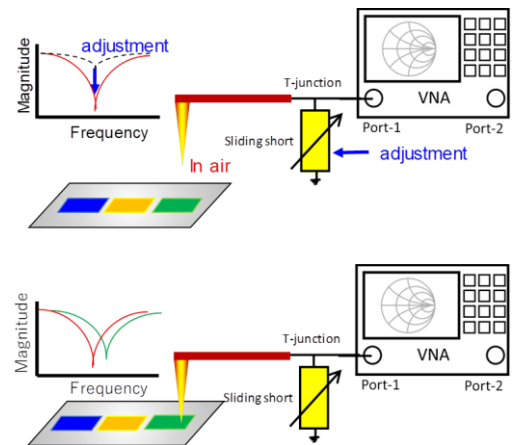 adjustment
Magnitude
Frequency
T-junction
VNA
Port-1
Port-2
Sliding short
In air
adjustment
Magnitude
Frequency
T-junction
VNA
Port-1
Port-2
Sliding short